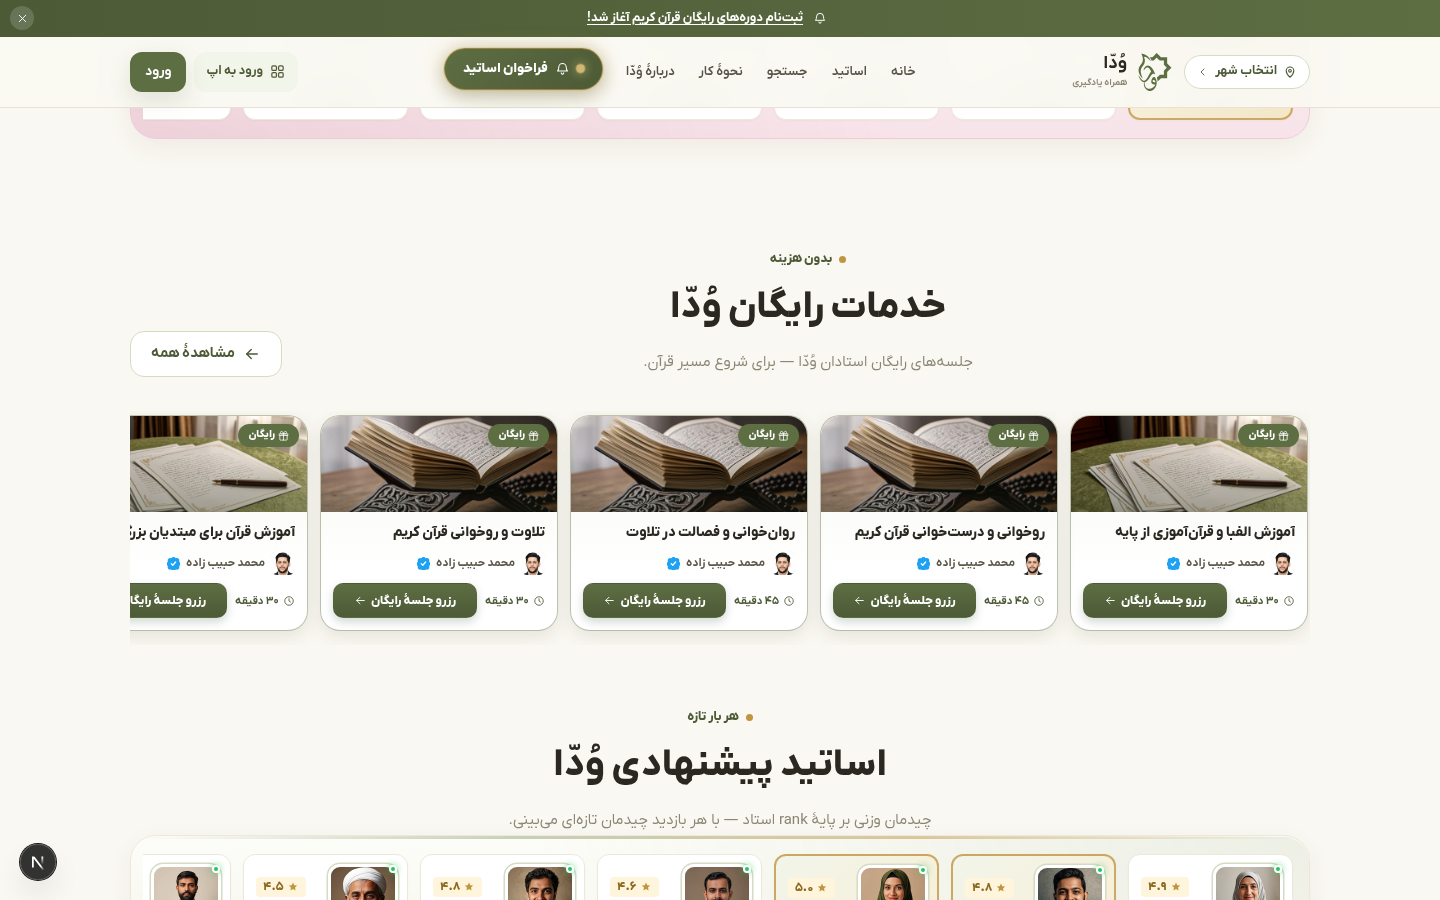 ثبت‌نام دوره‌های رایگان قرآن کریم آغاز شد!
انتخاب شهر
وُدّا
همراه یادگیری
خانه
اساتید
جستجو
نحوهٔ کار
دربارهٔ وُدّا
فراخوان اساتید
ورود به اپ
ورود
بدون هزینه
خدمات رایگان وُدّا
جلسه‌های رایگان استادان وُدّا — برای شروع مسیر قرآن.
مشاهدهٔ همه
رایگان
آموزش الفبا و قرآن‌آموزی از پایه
محمد حبیب زاده
۳۰ دقیقه
رزرو جلسهٔ رایگان
رایگان
روخوانی و درست‌خوانی قرآن کریم
محمد حبیب زاده
۴۵ دقیقه
رزرو جلسهٔ رایگان
رایگان
روان‌خوانی و فصاحت در تلاوت
محمد حبیب زاده
۴۵ دقیقه
رزرو جلسهٔ رایگان
رایگان
تلاوت و روخوانی قرآن کریم
محمد حبیب زاده
۳۰ دقیقه
رزرو جلسهٔ رایگان
رایگان
آموزش قرآن برای مبتدیان
محمد حبیب زاده
۳۰ دقیقه
رزرو جلسهٔ
هر بار تازه
اساتید پیشنهادی وُدّا
چیدمان وزنی بر پایهٔ rank استاد — با هر بازدید چیدمان تازه‌ای می‌بینی.
۴.۹
۴.۸
۵.۰
۴.۶
۴.۸
۴.۵
N